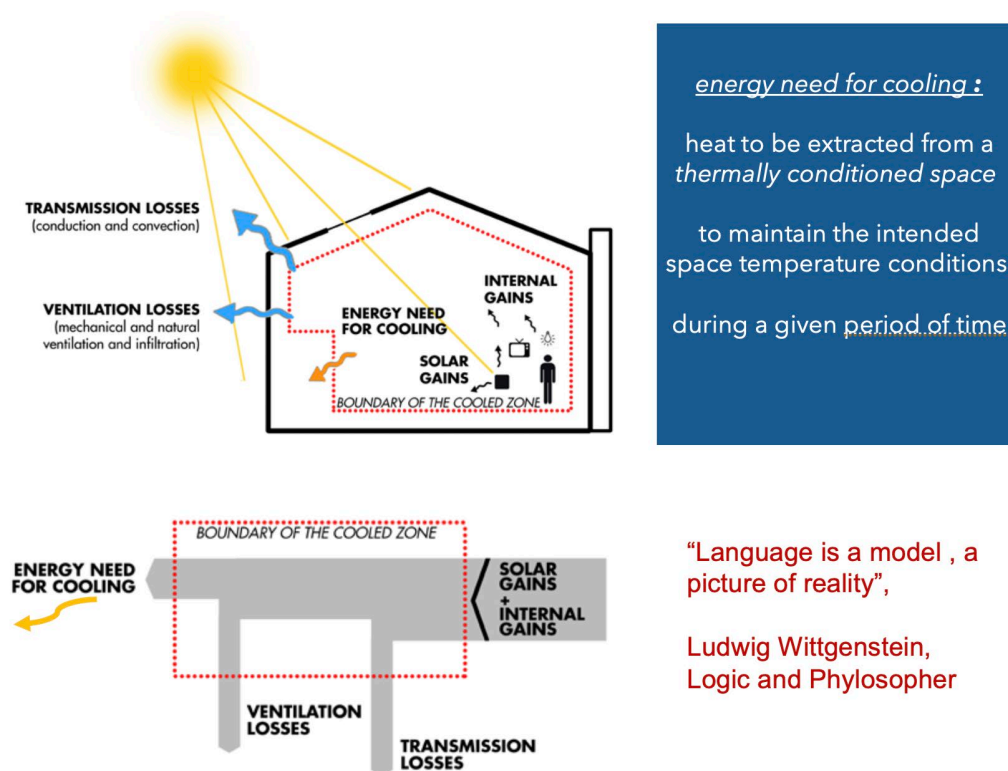 TRANSMISSION LOSSES
(conduction and convection)
VENTILATION LOSSES
(mechanical and natural
ventilation and infiltration)
ENERGY NEED
FOR COOLING
INTERNAL
GAINS
SOLAR
GAINS
BOUNDARY OF THE COOLED ZONE
energy need for cooling :
heat to be extracted from a
thermally conditioned space
to maintain the intended
space temperature conditions
during a given period of time
BOUNDARY OF THE COOLED ZONE
ENERGY NEED
FOR COOLING
SOLAR
GAINS
+
INTERNAL
GAINS
VENTILATION
LOSSES
TRANSMISSION
LOSSES
“Language is a model , a
picture of reality”,
Ludwig Wittgenstein,
Logic and Phylosopher